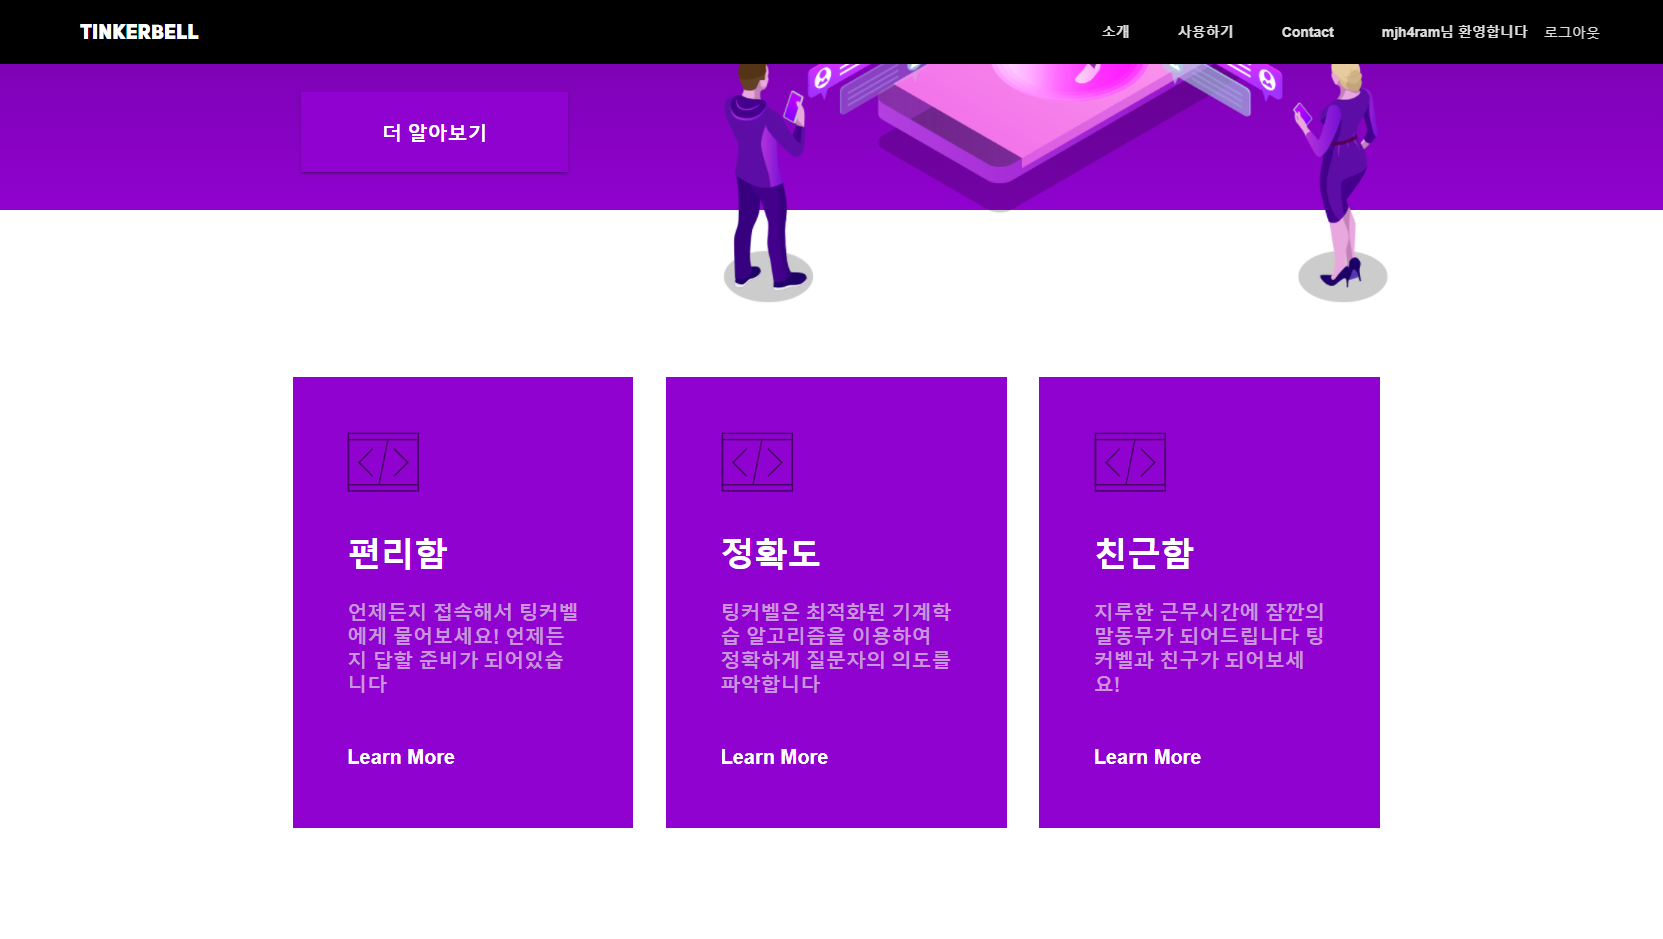 TINKERBELL
소개 사용하기 Contact mjh4ram님 환영합니다 로그아웃
더 알아보기
편리함
언제든지 접속해서 팅커벨
에게 물어보세요! 언제든
지 답할 준비가 되어있습
니다
Learn More
정확도
팅커벨은 최적화된 기계학
습 알고리즘을 이용하여
정확하게 질문자의 의도를
파악합니다
Learn More
친근함
지루한 근무시간에 잠깐의
말동무가 되어드립니다 팅
커벨과 친구가 되어보세
요!
Learn More